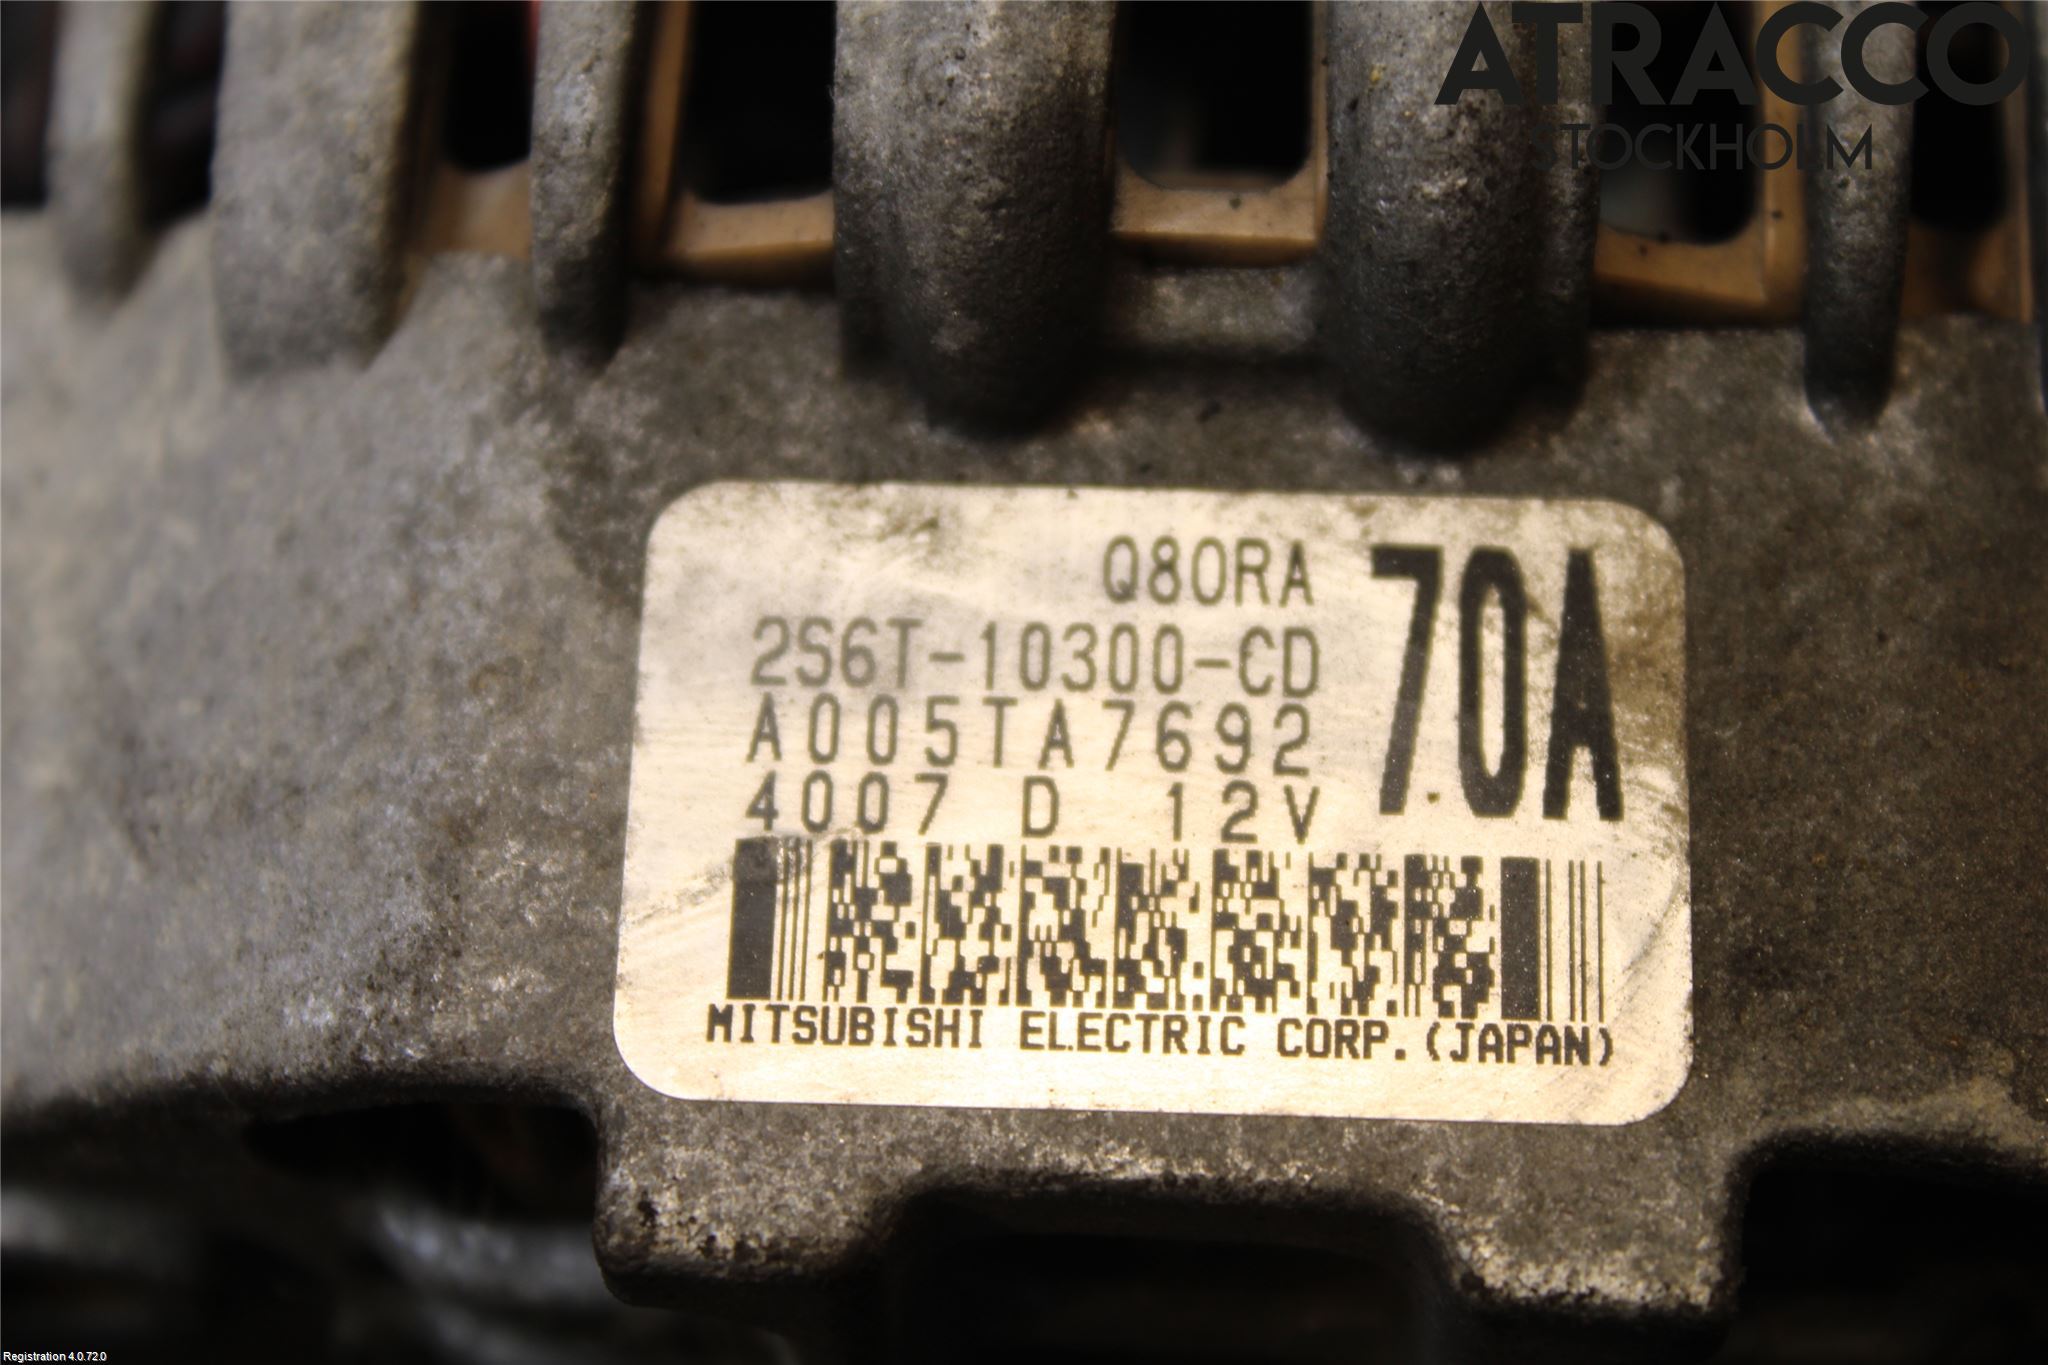 ATRACCO
STOCKHOLM
Q80RA
70A
2S6T-10300-CD
A005TA7692
4007 D 12V
MITSUBISHI ELECTRIC CORP.(JAPAN)
Registration 4.0.72.0